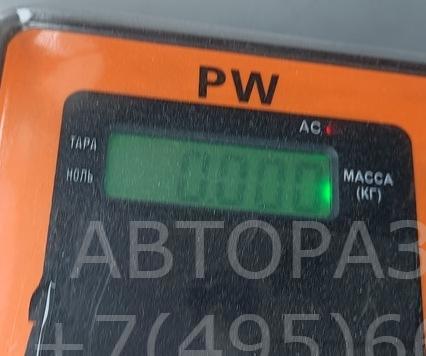 PW
AC
ТАРА
0.000
НОЛЬ
МАССА
(КГ)
АВТОРАЗ
+7(495)6